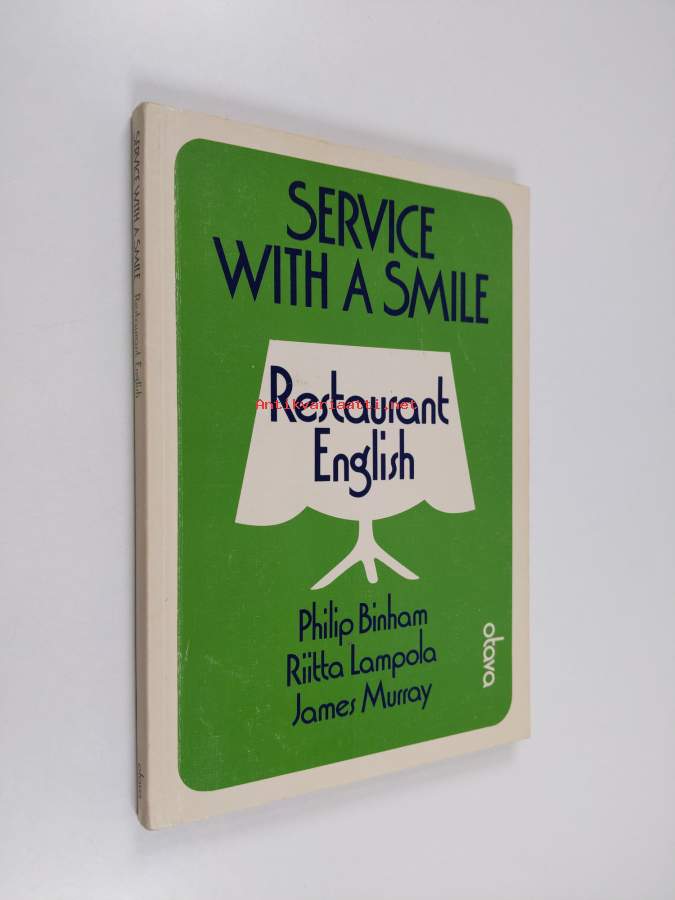 SERVICE WITH A SMILE Restaurant English
otava
SERVICE
WITH A SMILE
Restaurant
Antikvariaatti.net
English
Philip Binham
Riitta Lampola
James Murray
otava